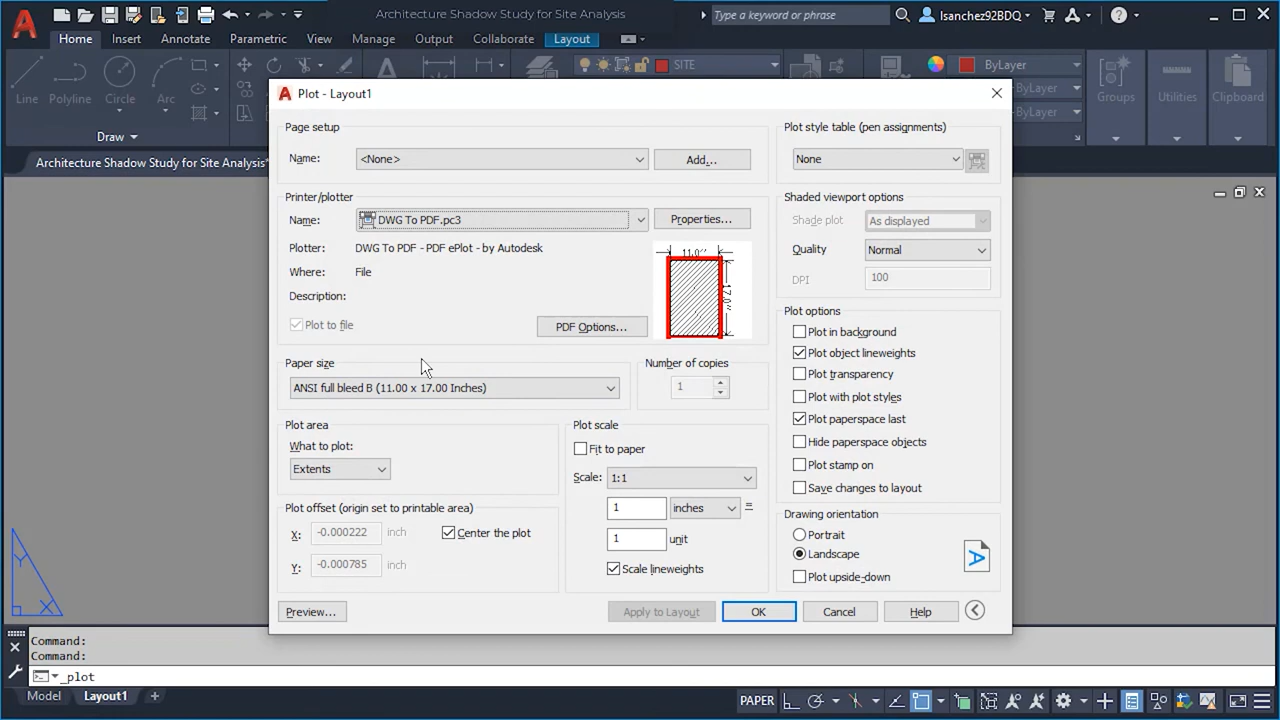 Architecture Shadow Study for Site Analysis
Type a keyword or phrase
lsanchez92BDQ
Home
Insert
Annotate
Parametric
View
Manage
Output
Collaborate
Layout
Line
Polyline
Circle
Arc
Draw
SITE
ByLayer
ByLayer
ByLayer
Groups
Utilities
Clipboard
Architecture Shadow Study for Site Analysis*
Plot - Layout1
Page setup
Name:
<None>
Add...
Plot style table (pen assignments)
None
Printer/plotter
Name:
DWG To PDF.pc3
Properties...
Plotter:
DWG To PDF - PDF ePlot - by Autodesk
Where:
File
Description:
Plot to file
PDF Options...
11.0''
17.0''
Shaded viewport options
Shade plot
As displayed
Quality
Normal
DPI
100
Paper size
ANSI full bleed B (11.00 x 17.00 Inches)
Number of copies
1
Plot options
Plot in background
Plot object lineweights
Plot transparency
Plot with plot styles
Plot paperspace last
Hide paperspace objects
Plot stamp on
Save changes to layout
Plot area
What to plot:
Extents
Plot scale
Fit to paper
Scale:
1:1
1
inches
=
1
unit
Scale lineweights
Plot offset (origin set to printable area)
X:
-0.000222
inch
Center the plot
Y:
-0.000785
inch
Drawing orientation
Portrait
Landscape
Plot upside-down
A
Preview...
Apply to Layout
OK
Cancel
Help
Y
X
Command:
Command:
_plot
Model
Layout1
+
PAPER